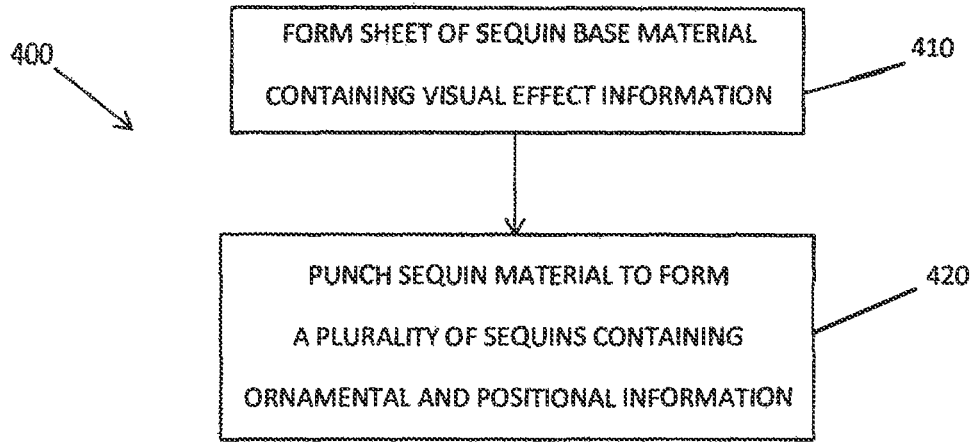 400
FORM SHEET OF SEQUIN BASE MATERIAL
CONTAINING VISUAL EFFECT INFORMATION
410
PUNCH SEQUIN MATERIAL TO FORM
A PLURALITY OF SEQUINS CONTAINING
ORNAMENTAL AND POSITIONAL INFORMATION
420